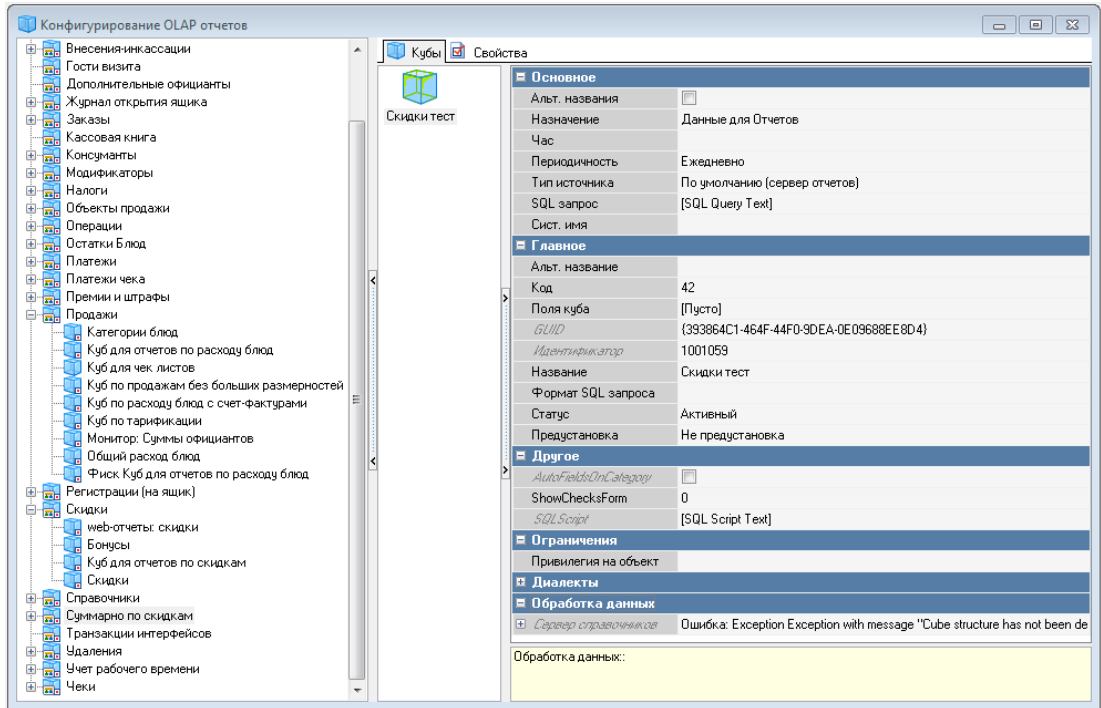 Конфигурирование OLAP отчетов
Внесения-инкассации
Гости визита
Дополнительные официанты
Журнал открытия ящика
Заказы
Кассовая книга
Консуманты
Модификаторы
Налоги
Объекты продажи
Операции
Остатки Блюд
Платежи
Платежи чека
Премии и штрафы
Продажи
Категории блюд
Куб для отчетов по расходу блюд
Куб для чек листов
Куб по продажам без больших размерностей
Куб по расходу блюд с счет-фактурами
Куб по тарификации
Монитор: Суммы официантов
Общий расход блюд
Фиск Куб для отчетов по расходу блюд
Регистрации (на ящик)
Скидки
web-отчеты: скидки
Бонусы
Куб для отчетов по скидкам
Скидки
Справочники
Суммарно по скидкам
Транзакции интерфейсов
Удаления
Учет рабочего времени
Чеки
Кубы Свойства
Скидки тест
Основное
Альт. названия
Назначение Данные для Отчетов
Час
Периодичность Ежедневно
Тип источника По умолчанию (сервер отчетов)
SQL запрос [SQL Query Text]
Сист. имя
Главное
Альт. название
Код 42
Поля куба [Пусто]
GUID {393864C1-464F-44F0-9DEA-0E09688EE8D4}
Идентификатор 1001059
Название Скидки тест
Формат SQL запроса
Статус Активный
Предустановка Не предустановка
Другое
AutoFieldsOnCategory
ShowChecksForm 0
SQLScript [SQL Script Text]
Ограничения
Привилегия на объект
Диалекты
Обработка данных
Сервер справочников Ошибка: Exception Exception with message "Cube structure has not been de
Обработка данных::